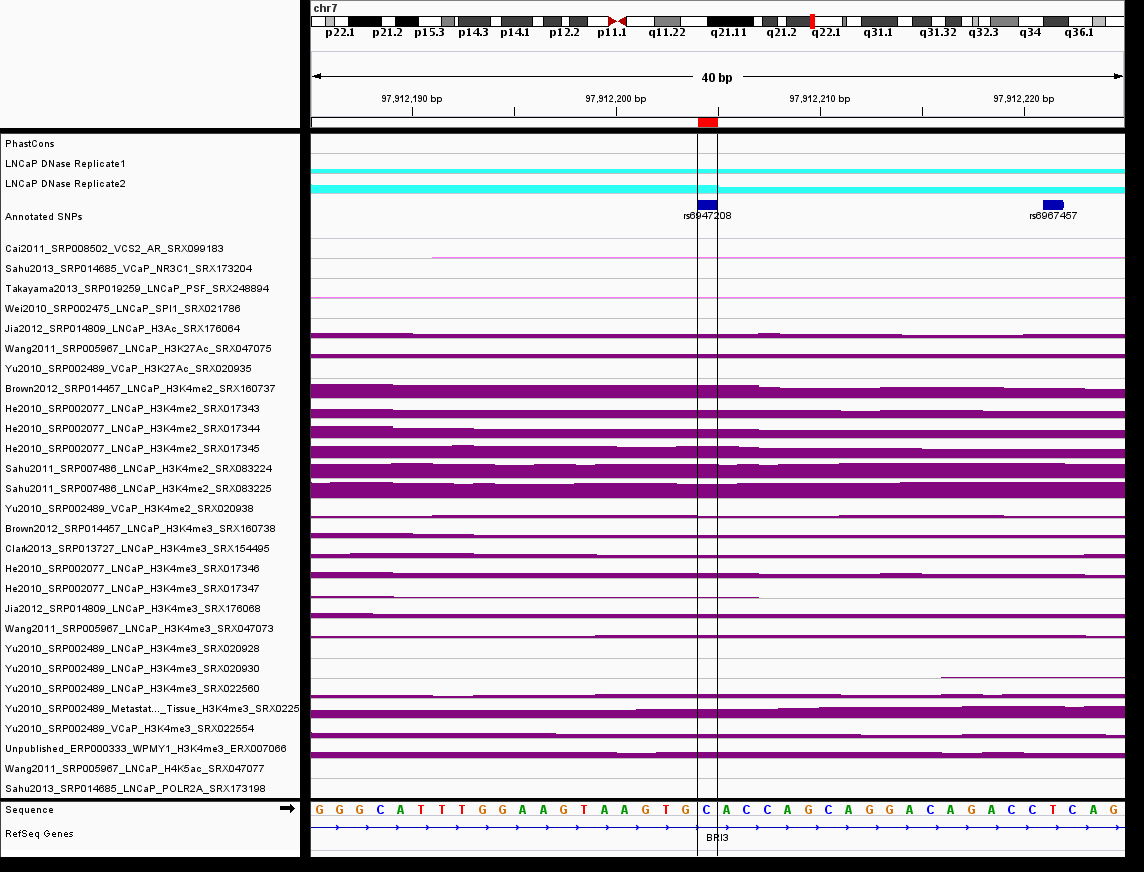 chr7
p22.1 p21.2 p15.3 p14.3 p14.1 p12.2 p11.1 q11.22 q21.11 q21.2 q22.1 q31.1 q31.32 q32.3 q34 q36.1
40 bp
97,912,190 bp 97,912,200 bp 97,912,210 bp 97,912,220 bp
PhastCons
LNCaP DNase Replicate1
LNCaP DNase Replicate2
Annotated SNPs
rs6947208 rs6967457
Cai2011_SRP008502_VCS2_AR_SRX099183
Sahu2013_SRP014685_VCaP_NR3C1_SRX173204
Takayama2013_SRP019259_LNCaP_PSF_SRX248894
Wei2010_SRP002475_LNCaP_SPI1_SRX021786
Jia2012_SRP014809_LNCaP_H3Ac_SRX176064
Wang2011_SRP005967_LNCaP_H3K27Ac_SRX047075
Yu2010_SRP002489_VCaP_H3K27Ac_SRX020935
Brown2012_SRP014457_LNCaP_H3K4me2_SRX160737
He2010_SRP002077_LNCaP_H3K4me2_SRX017343
He2010_SRP002077_LNCaP_H3K4me2_SRX017344
He2010_SRP002077_LNCaP_H3K4me2_SRX017345
Sahu2011_SRP007486_LNCaP_H3K4me2_SRX083224
Sahu2011_SRP007486_LNCaP_H3K4me2_SRX083225
Yu2010_SRP002489_VCaP_H3K4me2_SRX020938
Brown2012_SRP014457_LNCaP_H3K4me3_SRX160738
Clark2013_SRP013727_LNCaP_H3K4me3_SRX154495
He2010_SRP002077_LNCaP_H3K4me3_SRX017346
He2010_SRP002077_LNCaP_H3K4me3_SRX017347
Jia2012_SRP014809_LNCaP_H3K4me3_SRX176068
Wang2011_SRP005967_LNCaP_H3K4me3_SRX047073
Yu2010_SRP002489_LNCaP_H3K4me3_SRX020928
Yu2010_SRP002489_LNCaP_H3K4me3_SRX020930
Yu2010_SRP002489_LNCaP_H3K4me3_SRX022560
Yu2010_SRP002489_Metastat..._Tissue_H3K4me3_SRX0225
Yu2010_SRP002489_VCaP_H3K4me3_SRX022554
Unpublished_ERP000333_WPMY1_H3K4me3_ERX007066
Wang2011_SRP005967_LNCaP_H4K5ac_SRX047077
Sahu2013_SRP014685_LNCaP_POLR2A_SRX173198
Sequence G G G C A T T T G G A A G T A A G T G C A C C A G C A G G A C A G A C C T C A G
RefSeq Genes
BRI3